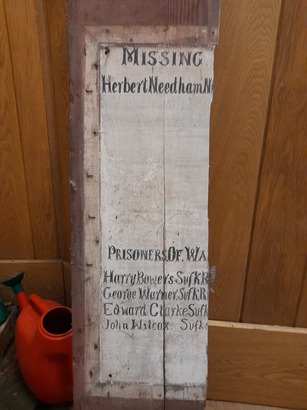 MISSING
Herbert Needham N
PRISONERS. OF. WA
Harry Bowers. Suf K R
George Warner. Suf K R
Edward Clarke Suf K
John Wilcox. Suf K